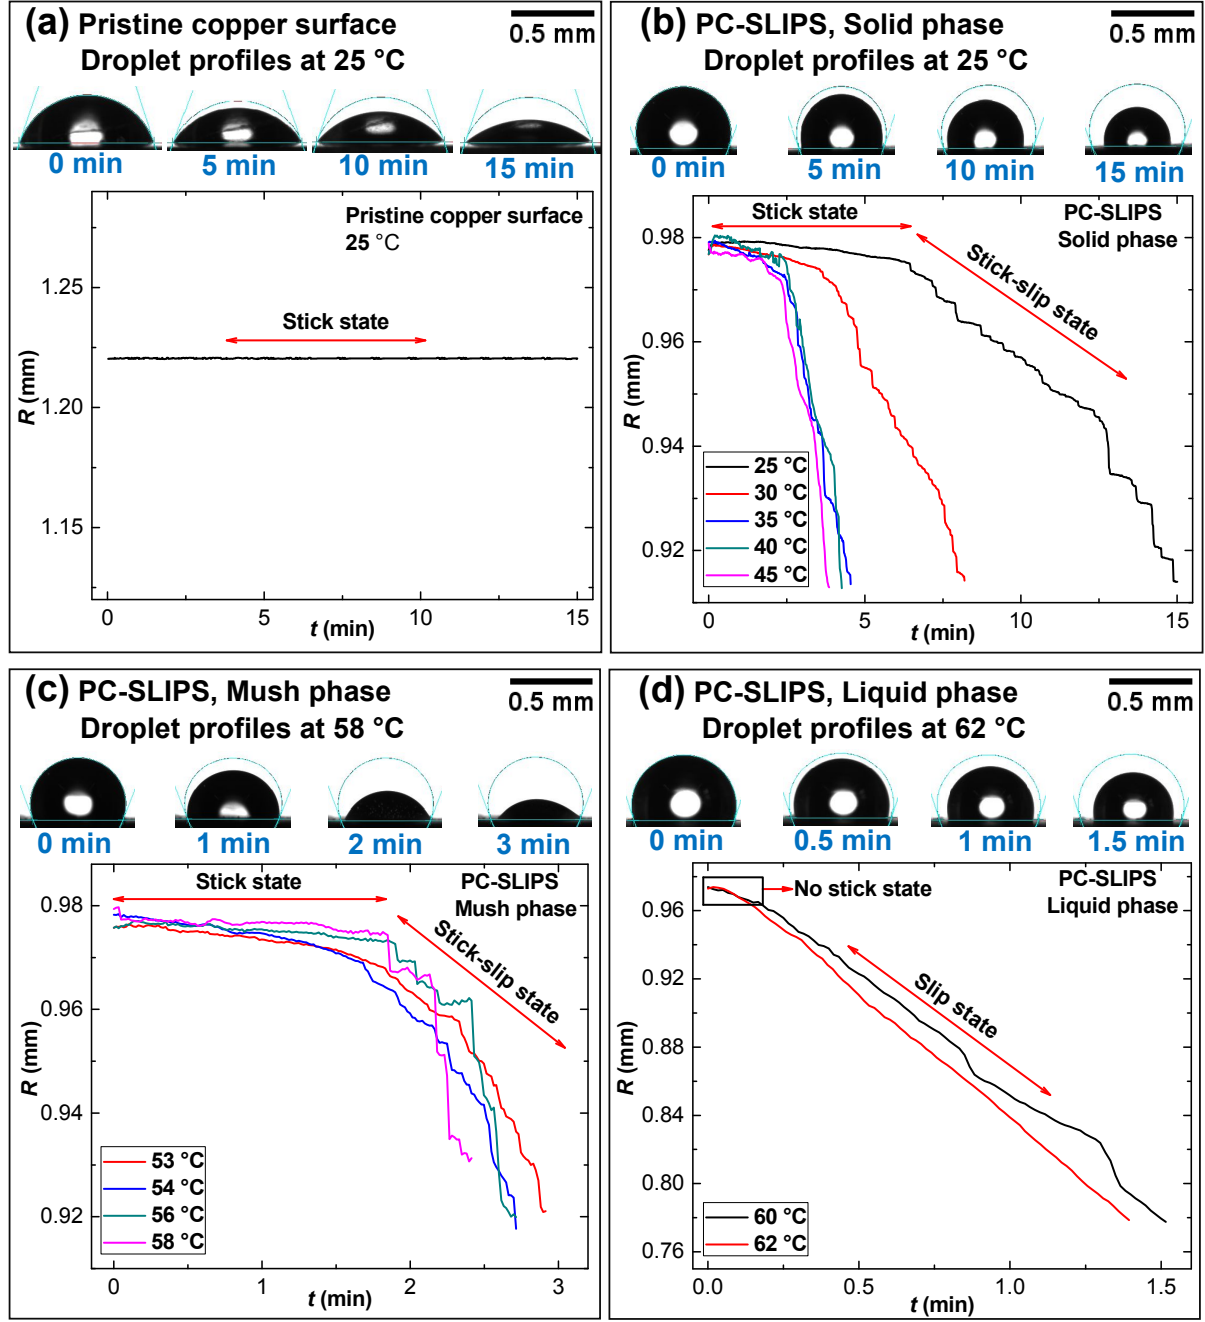 (a) Pristine copper surface
Droplet profiles at 25 °C
0.5 mm
0 min
5 min
10 min
15 min
Pristine copper surface
25 °C
Stick state
1.25
1.20
1.15
R (mm)
0
5
10
15
t (min)
(b) PC-SLIPS, Solid phase
Droplet profiles at 25 °C
0.5 mm
0 min
5 min
10 min
15 min
Stick state
PC-SLIPS
Solid phase
Stick-slip state
0.98
0.96
0.94
0.92
R (mm)
25 °C
30 °C
35 °C
40 °C
45 °C
0
5
10
15
t (min)
(c) PC-SLIPS, Mush phase
Droplet profiles at 58 °C
0.5 mm
0 min
1 min
2 min
3 min
Stick state
PC-SLIPS
Mush phase
Stick-slip state
0.98
0.96
0.94
0.92
R (mm)
53 °C
54 °C
56 °C
58 °C
0
1
2
3
t (min)
(d) PC-SLIPS, Liquid phase
Droplet profiles at 62 °C
0.5 mm
0 min
0.5 min
1 min
1.5 min
No stick state
PC-SLIPS
Liquid phase
Slip state
0.96
0.92
0.88
0.84
0.80
0.76
R (mm)
60 °C
62 °C
0.0
0.5
1.0
1.5
t (min)